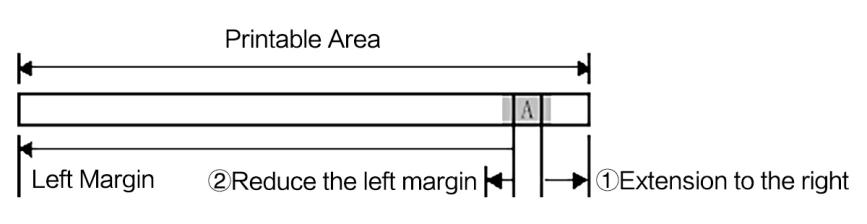 Printable Area
A
Left Margin ②Reduce the left margin ①Extension to the right